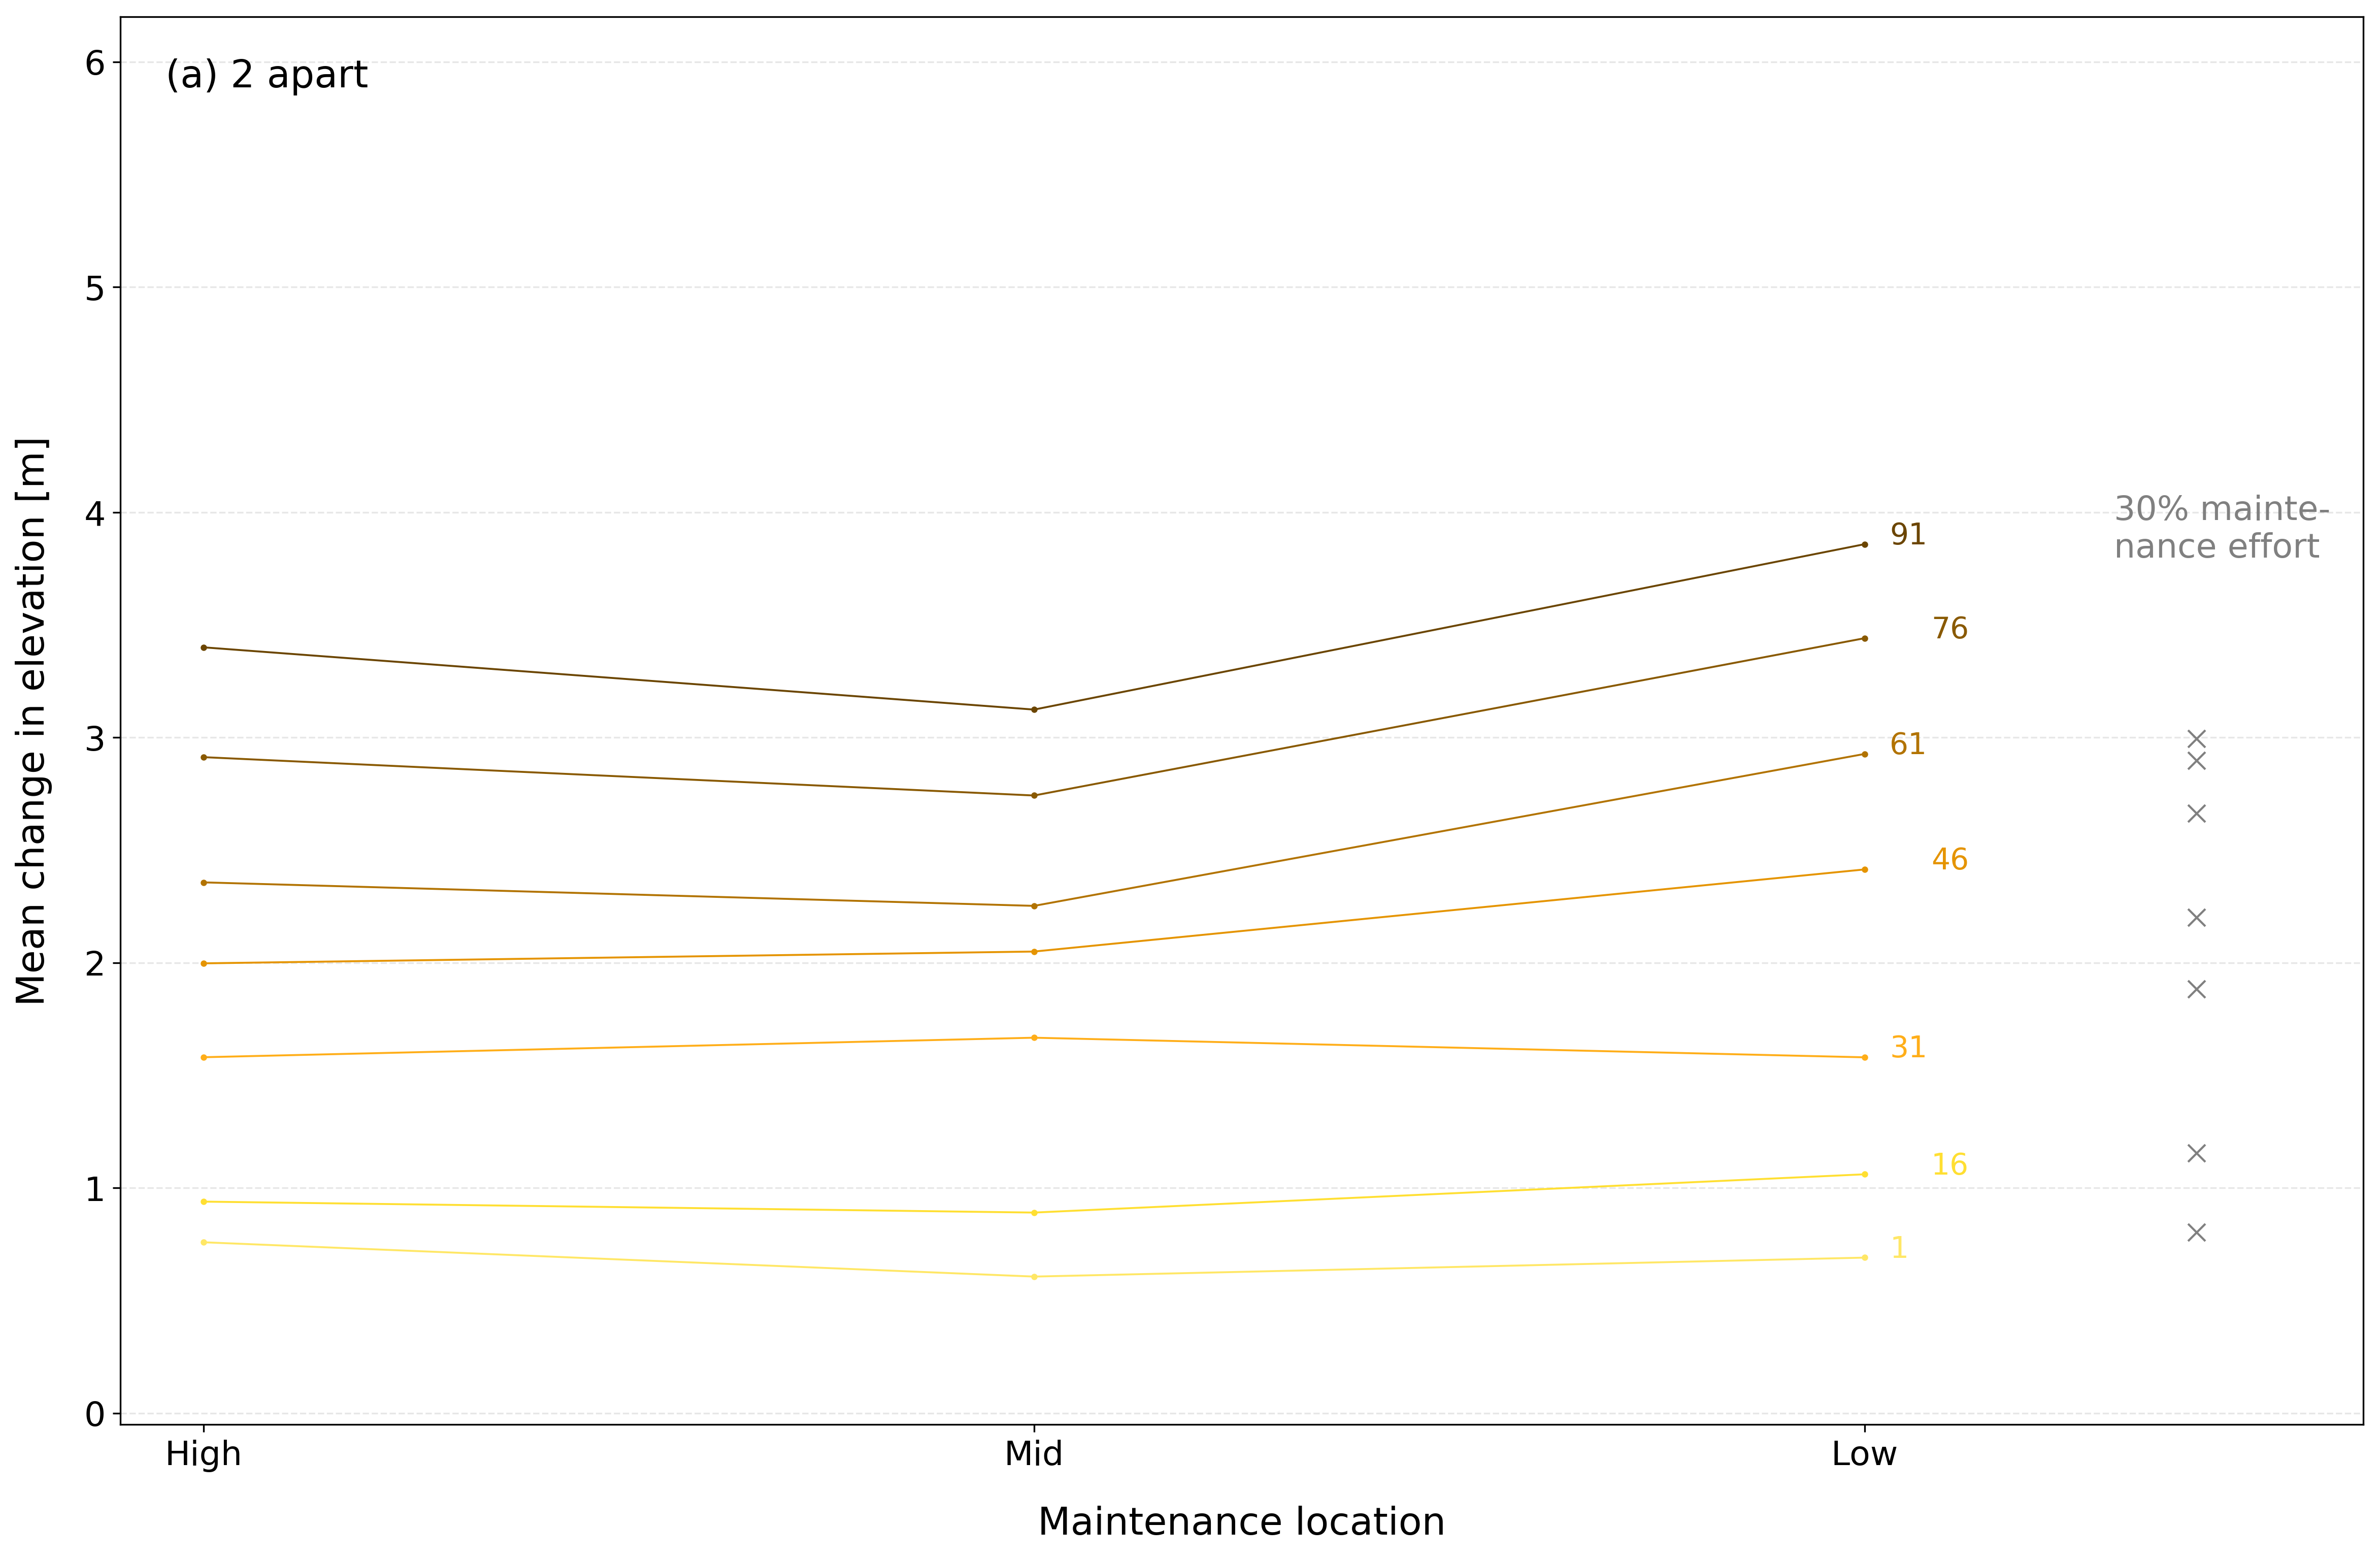 (a) 2 apart
6
5
4
3
2
1
0
Mean change in elevation [m]
30% mainte-
nance effort
91
76
61
46
31
16
1
High
Mid
Low
Maintenance location